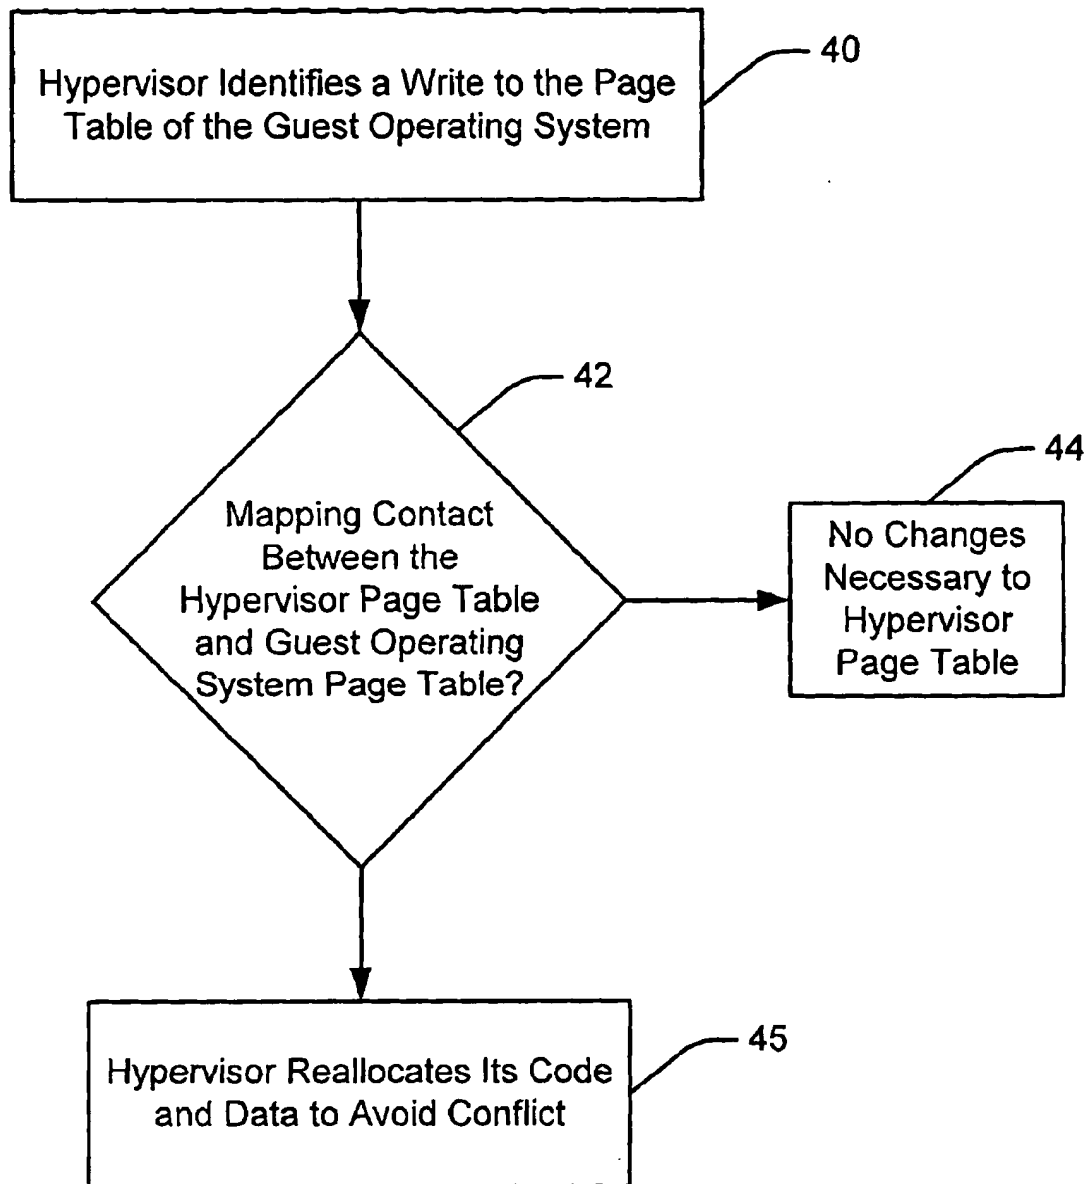 Hypervisor Identifies a Write to the Page
Table of the Guest Operating System
40
42
Mapping Contact
Between the
Hypervisor Page Table
and Guest Operating
System Page Table?
44
No Changes
Necessary to
Hypervisor
Page Table
45
Hypervisor Reallocates Its Code
and Data to Avoid Conflict